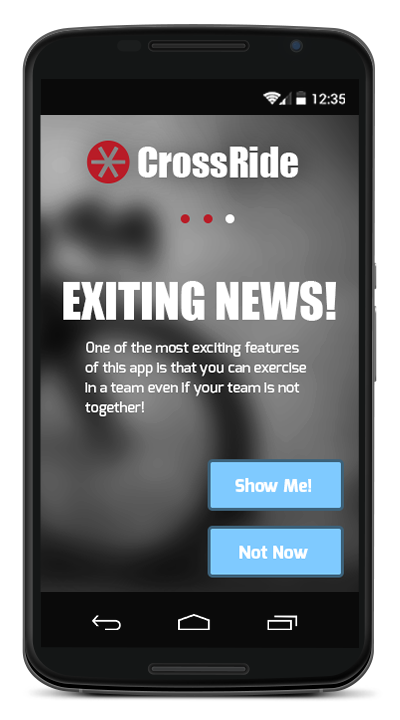 12:35
CrossRide
EXITING NEWS!
One of the most exciting features
of this app is that you can exercise
in a team even if your team is not
together!
Show Me!
Not Now